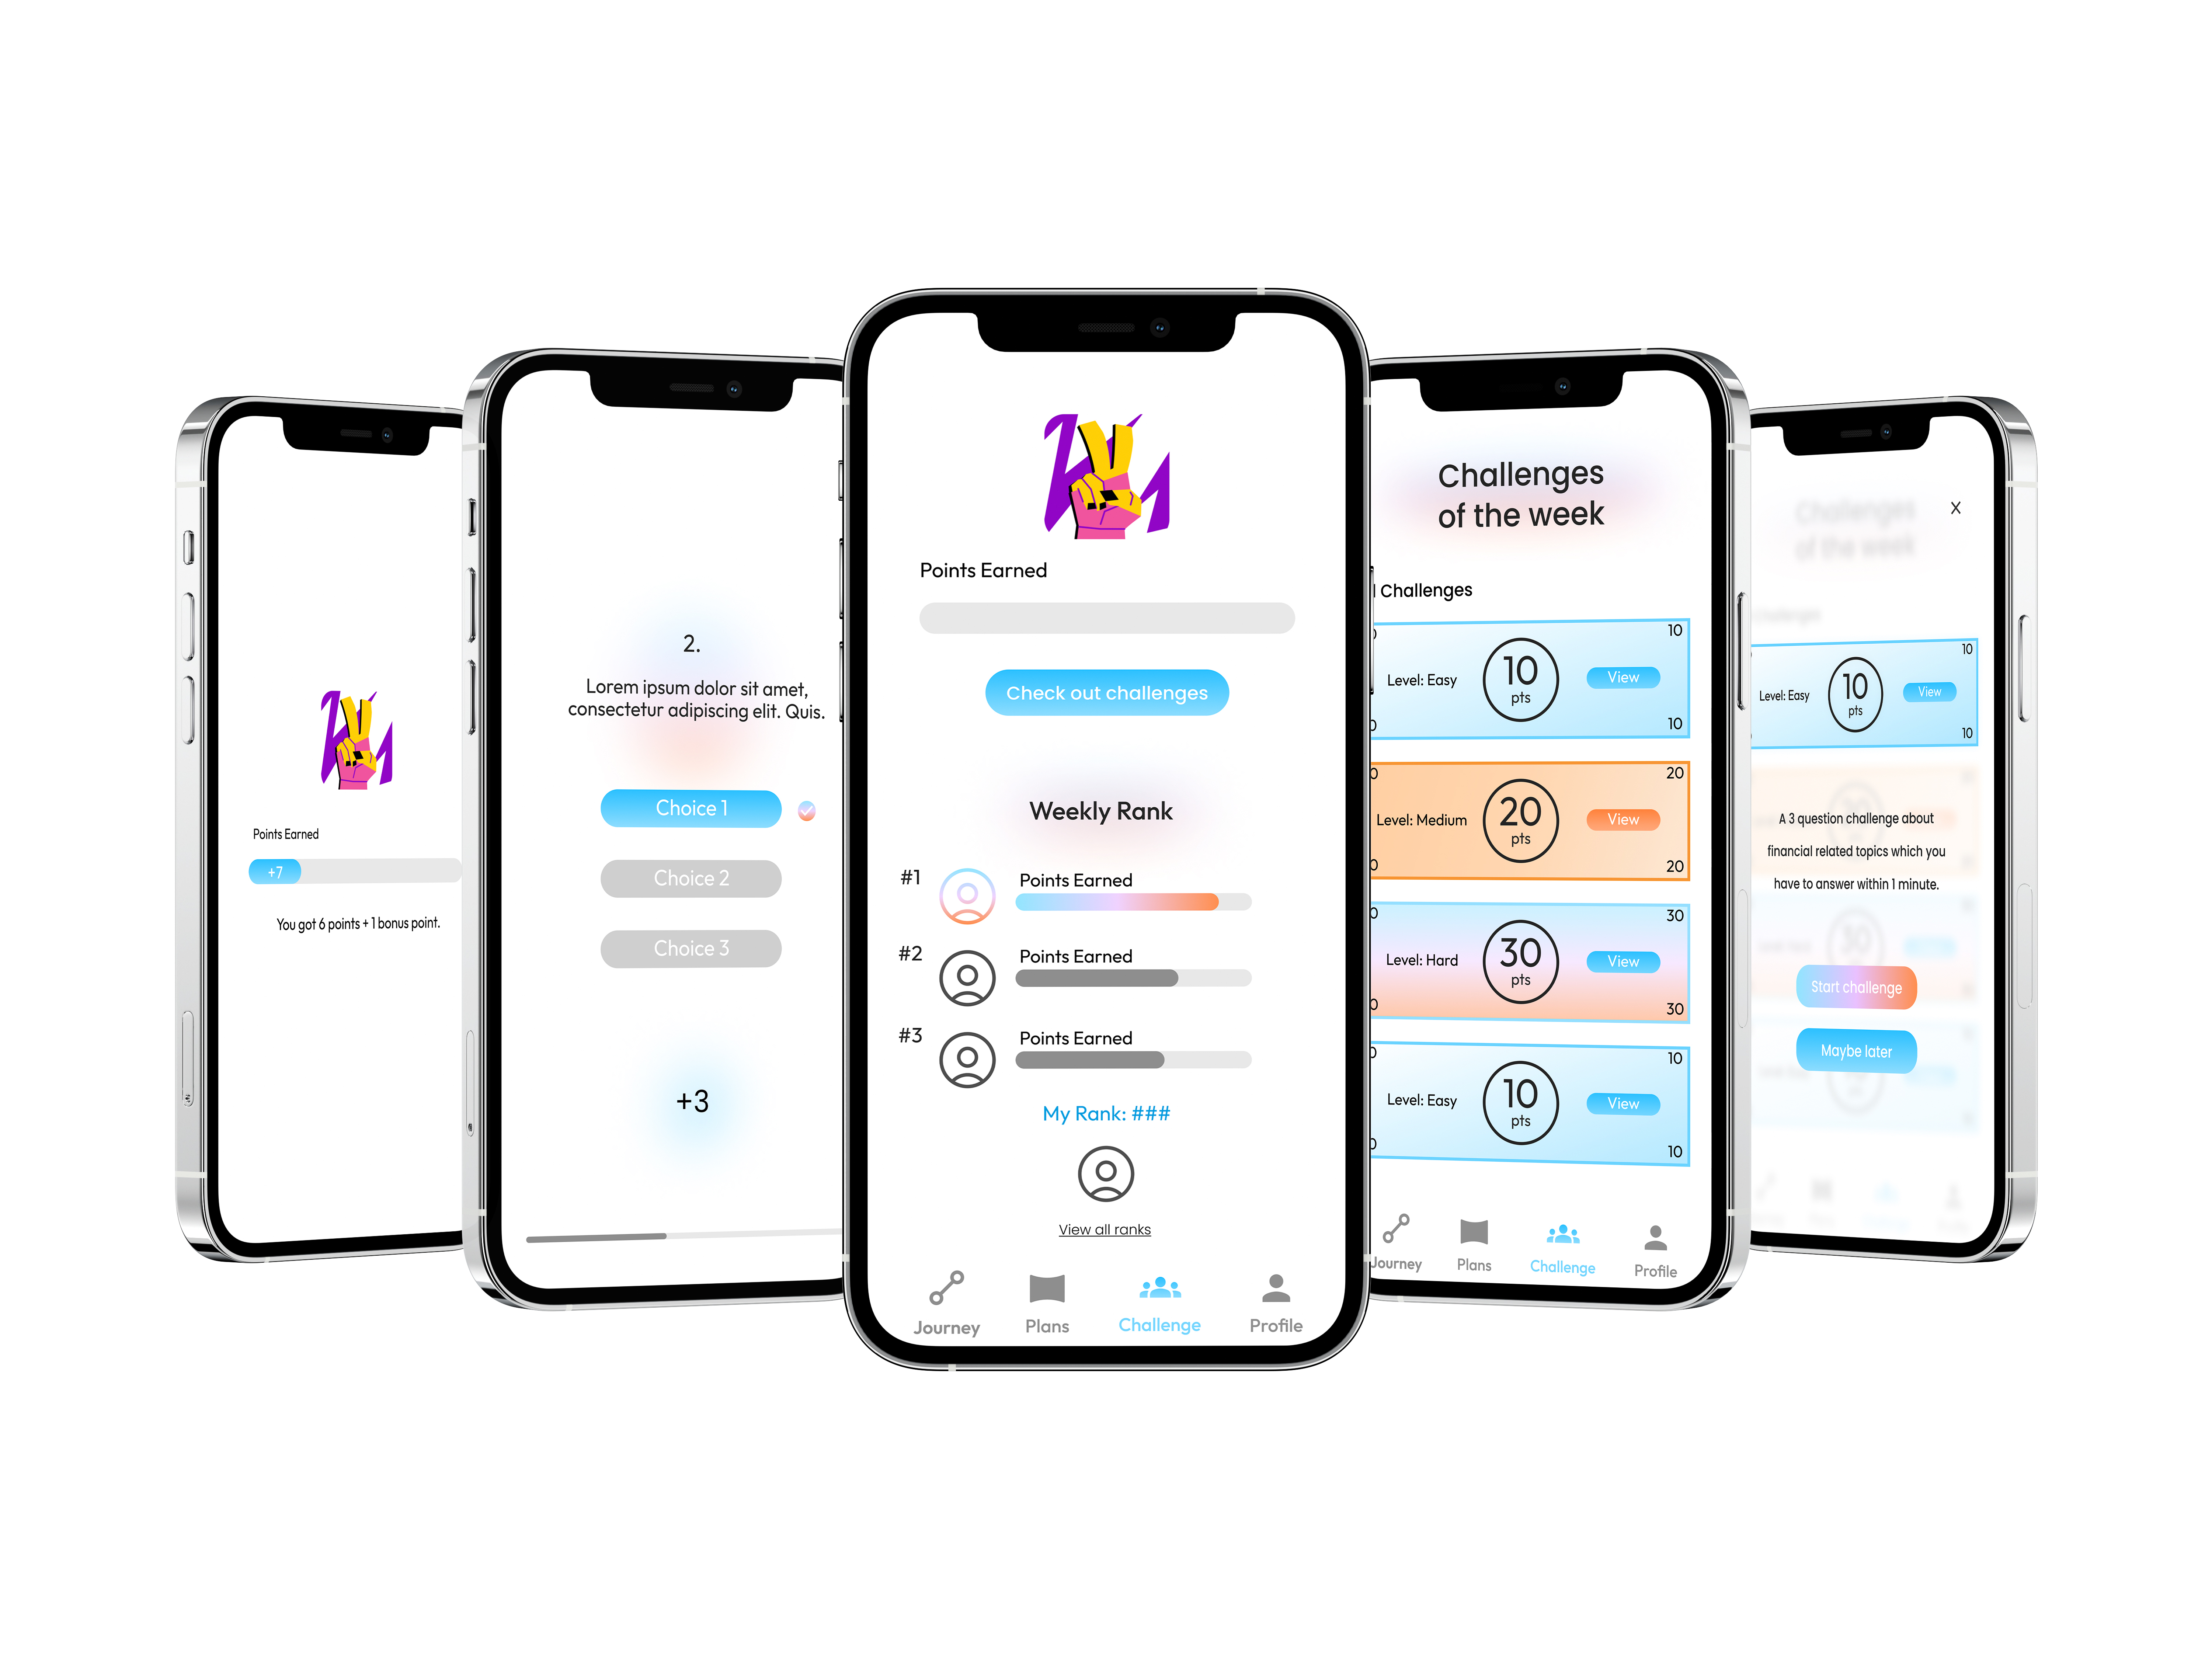 Points Earned
+7
You got 6 points + 1 bonus point.
2.
Lorem ipsum dolor sit amet,
consectetur adipiscing elit. Quis.
Choice 1
Choice 2
Choice 3
+3
Points Earned
Check out challenges
Weekly Rank
#1
Points Earned
#2
Points Earned
#3
Points Earned
My Rank: ###
View all ranks
Journey
Plans
Challenge
Profile
Challenges
of the week
Challenges
10
Level: Easy
10
pts
View
10
20
Level: Medium
20
pts
View
20
30
Level: Hard
30
pts
View
30
10
Level: Easy
10
pts
View
10
Journey
Plans
Challenge
Profile
X
Challenges
of the week
10
Level: Easy
10
pts
View
10
A 3 question challenge about
financial related topics which you
have to answer within 1 minute.
Start challenge
Maybe later